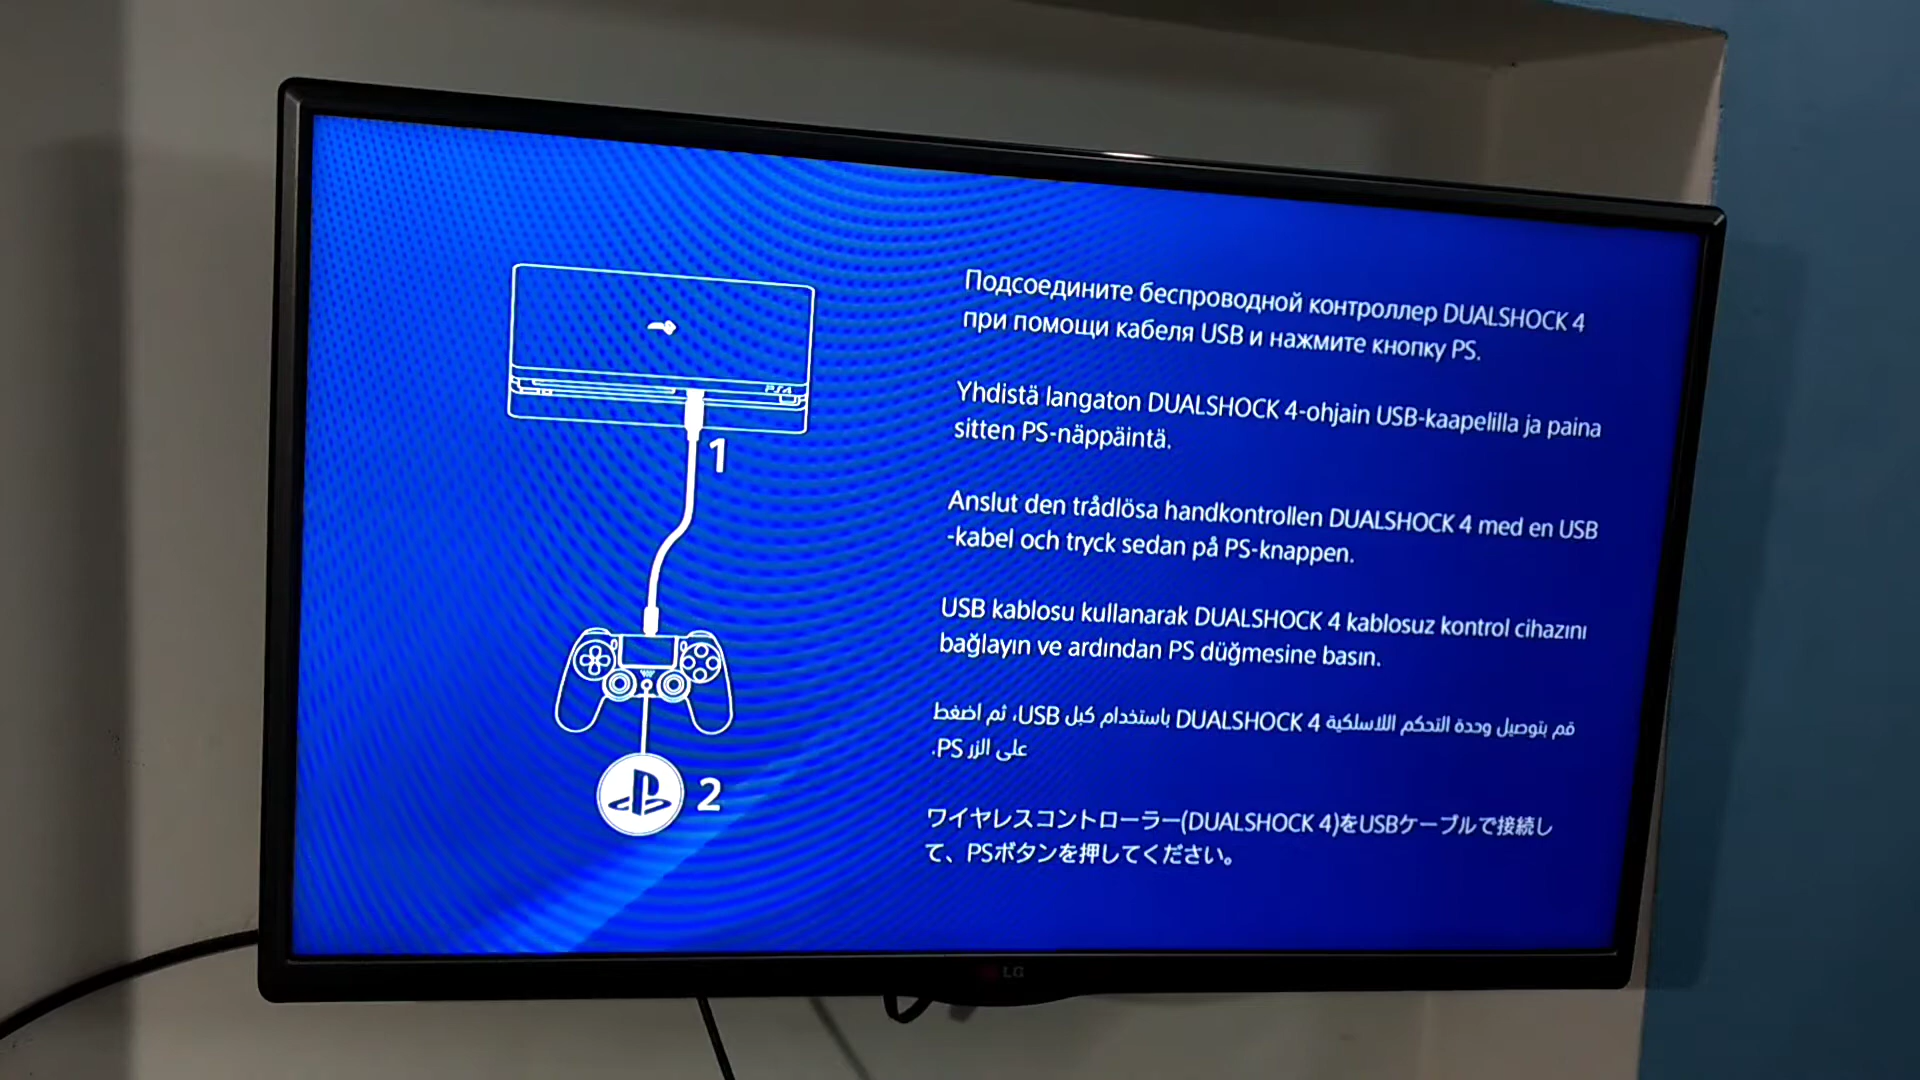 PS4
1
2
Подсоедините беспроводной контроллер DUALSHOCK 4
при помощи кабеля USB и нажмите кнопку PS.
Yhdistä langaton DUALSHOCK 4-ohjain USB-kaapelilla ja paina
sitten PS-näppäintä.
Anslut den trådlösa handkontrollen DUALSHOCK 4 med en USB
-kabel och tryck sedan på PS-knappen.
USB kablosu kullanarak DUALSHOCK 4 kablosuz kontrol cihazını
bağlayın ve ardından PS düğmesine basın.
قم بتوصيل وحدة التحكم اللاسلكية DUALSHOCK 4 باستخدام كبل USB، ثم اضغط
على الزر PS.
ワイヤレスコントローラー(DUALSHOCK 4)をUSBケーブルで接続し
て、PSボタンを押してください。
LG